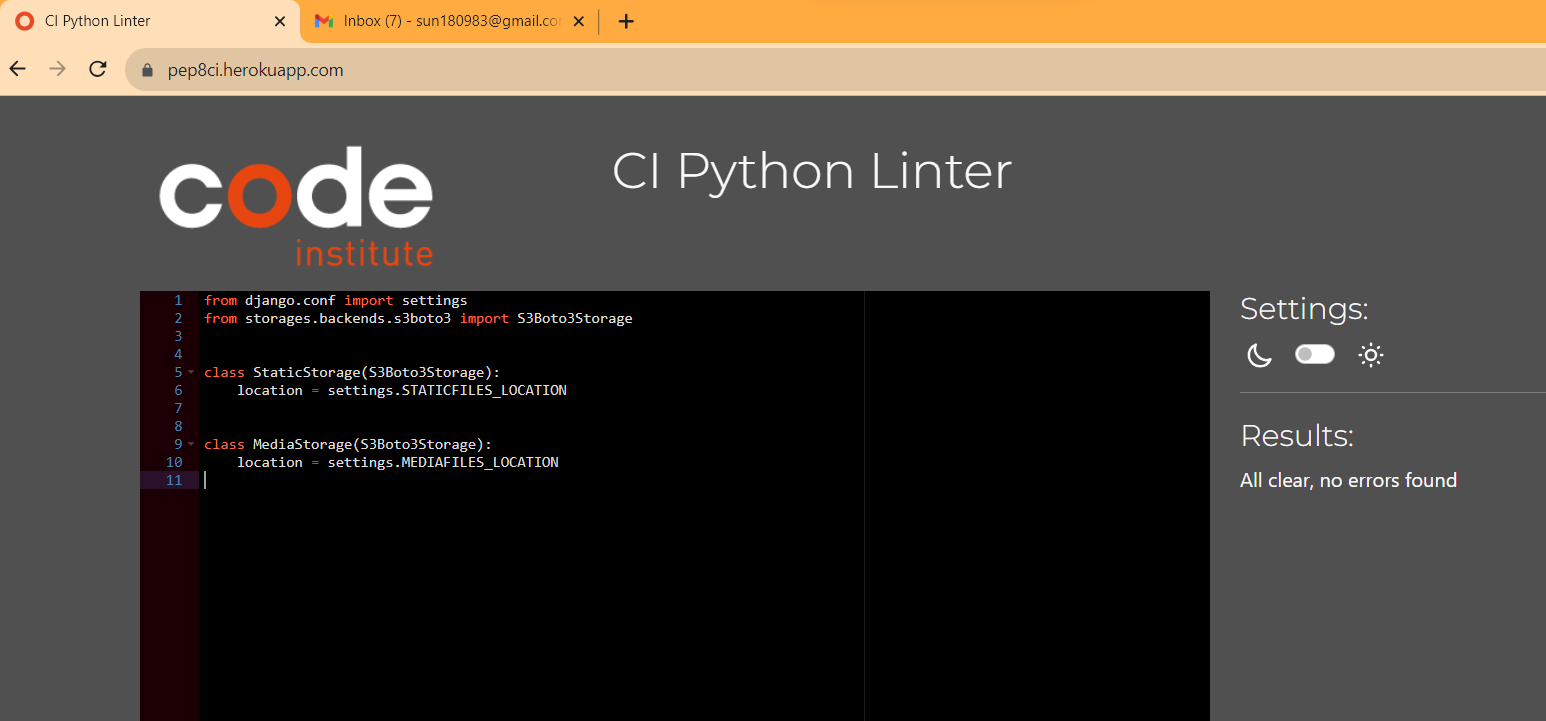 CI Python Linter
Inbox (7) - sun180983@gmail.co
pep8ci.herokuapp.com
code
institute
CI Python Linter
1 from django.conf import settings
2 from storages.backends.s3boto3 import S3Boto3Storage
3
4
5 class StaticStorage(S3Boto3Storage):
6     location = settings.STATICFILES_LOCATION
7
8
9 class MediaStorage(S3Boto3Storage):
10     location = settings.MEDIAFILES_LOCATION
11
Settings:
Results:
All clear, no errors found